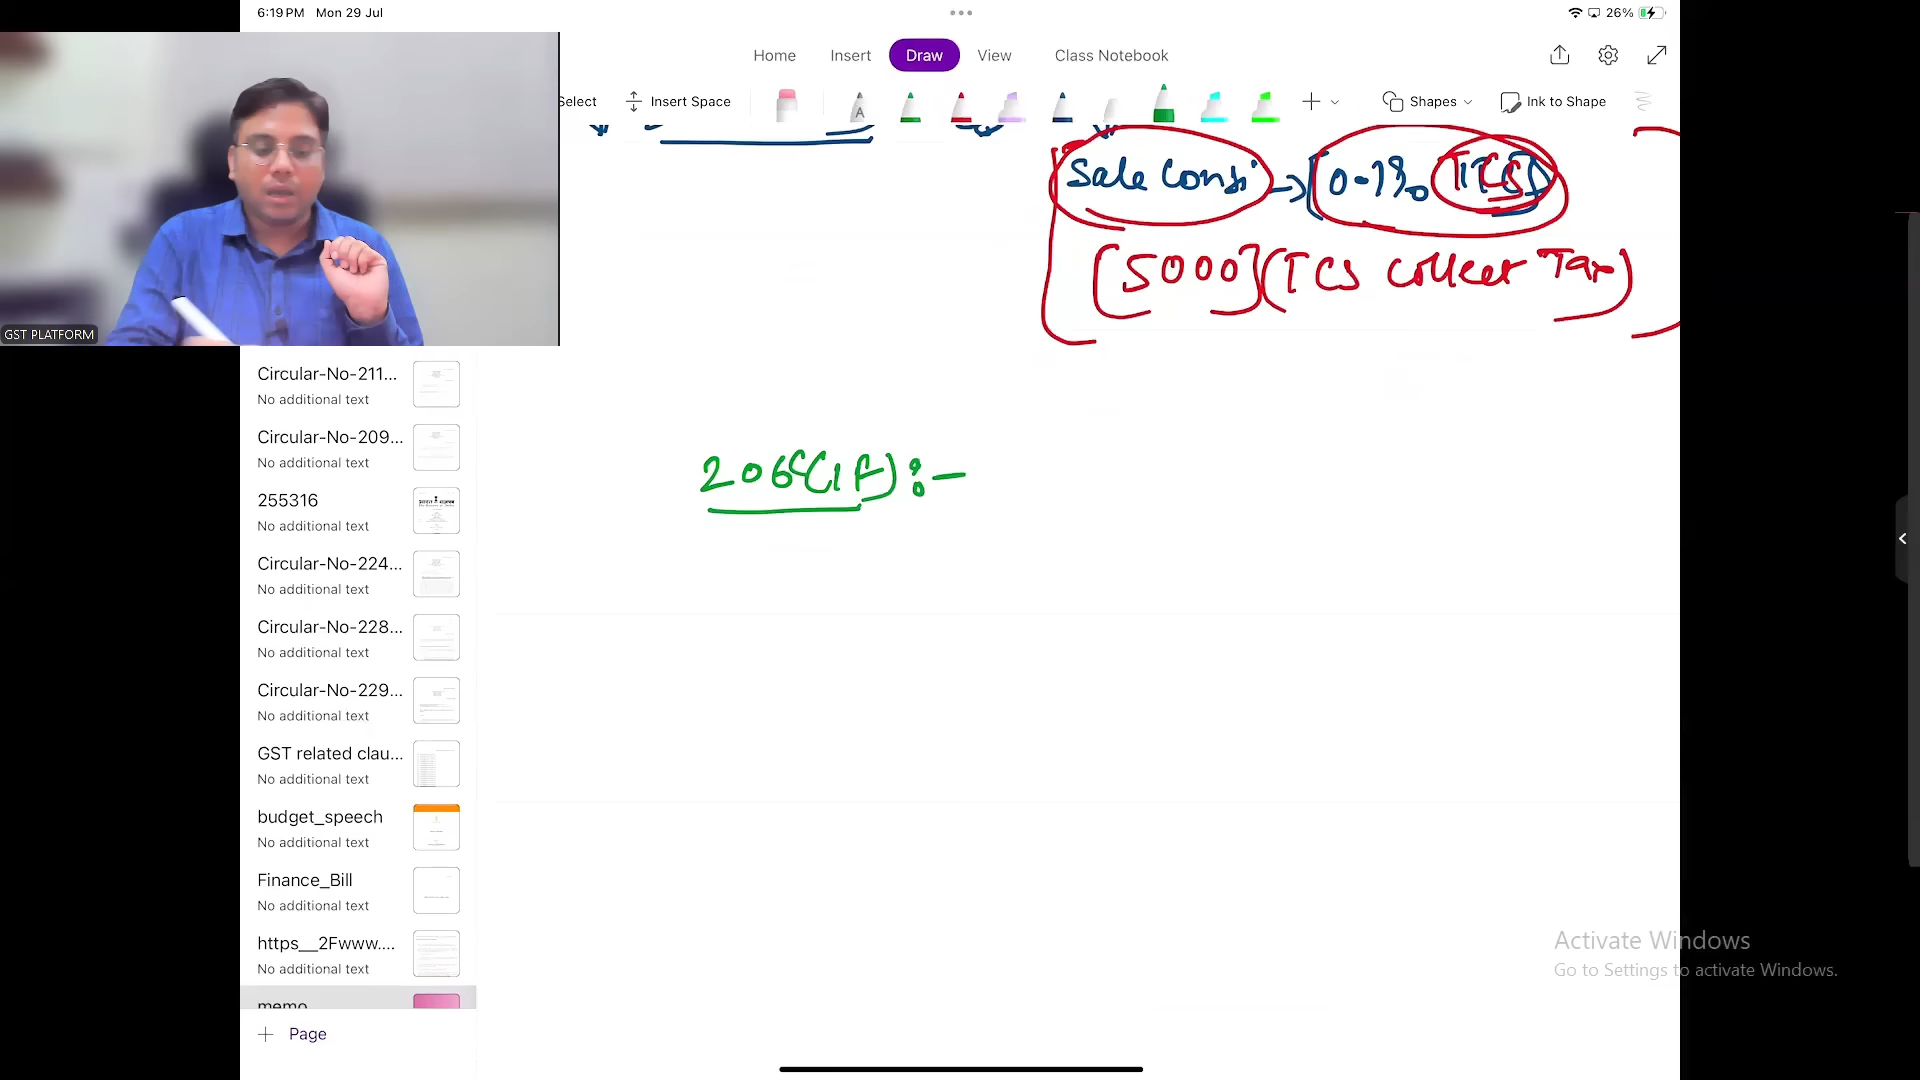 6:19 PM Mon 29 Jul
26%
Home Insert Draw View Class Notebook
Select Insert Space
A
Shapes
Ink to Shape
Sale Consi → [0.1% TCS]
[5000] (TCS collect Tax)
GST PLATFORM
Circular-No-211...
No additional text
Circular-No-209...
No additional text
206C(1F):-
255316
No additional text
Circular-No-224...
No additional text
Circular-No-228...
No additional text
Circular-No-229...
No additional text
GST related clau...
No additional text
budget_speech
No additional text
Finance_Bill
No additional text
https__2Fwww....
No additional text
memo
Page
Activate Windows
Go to Settings to activate Windows.